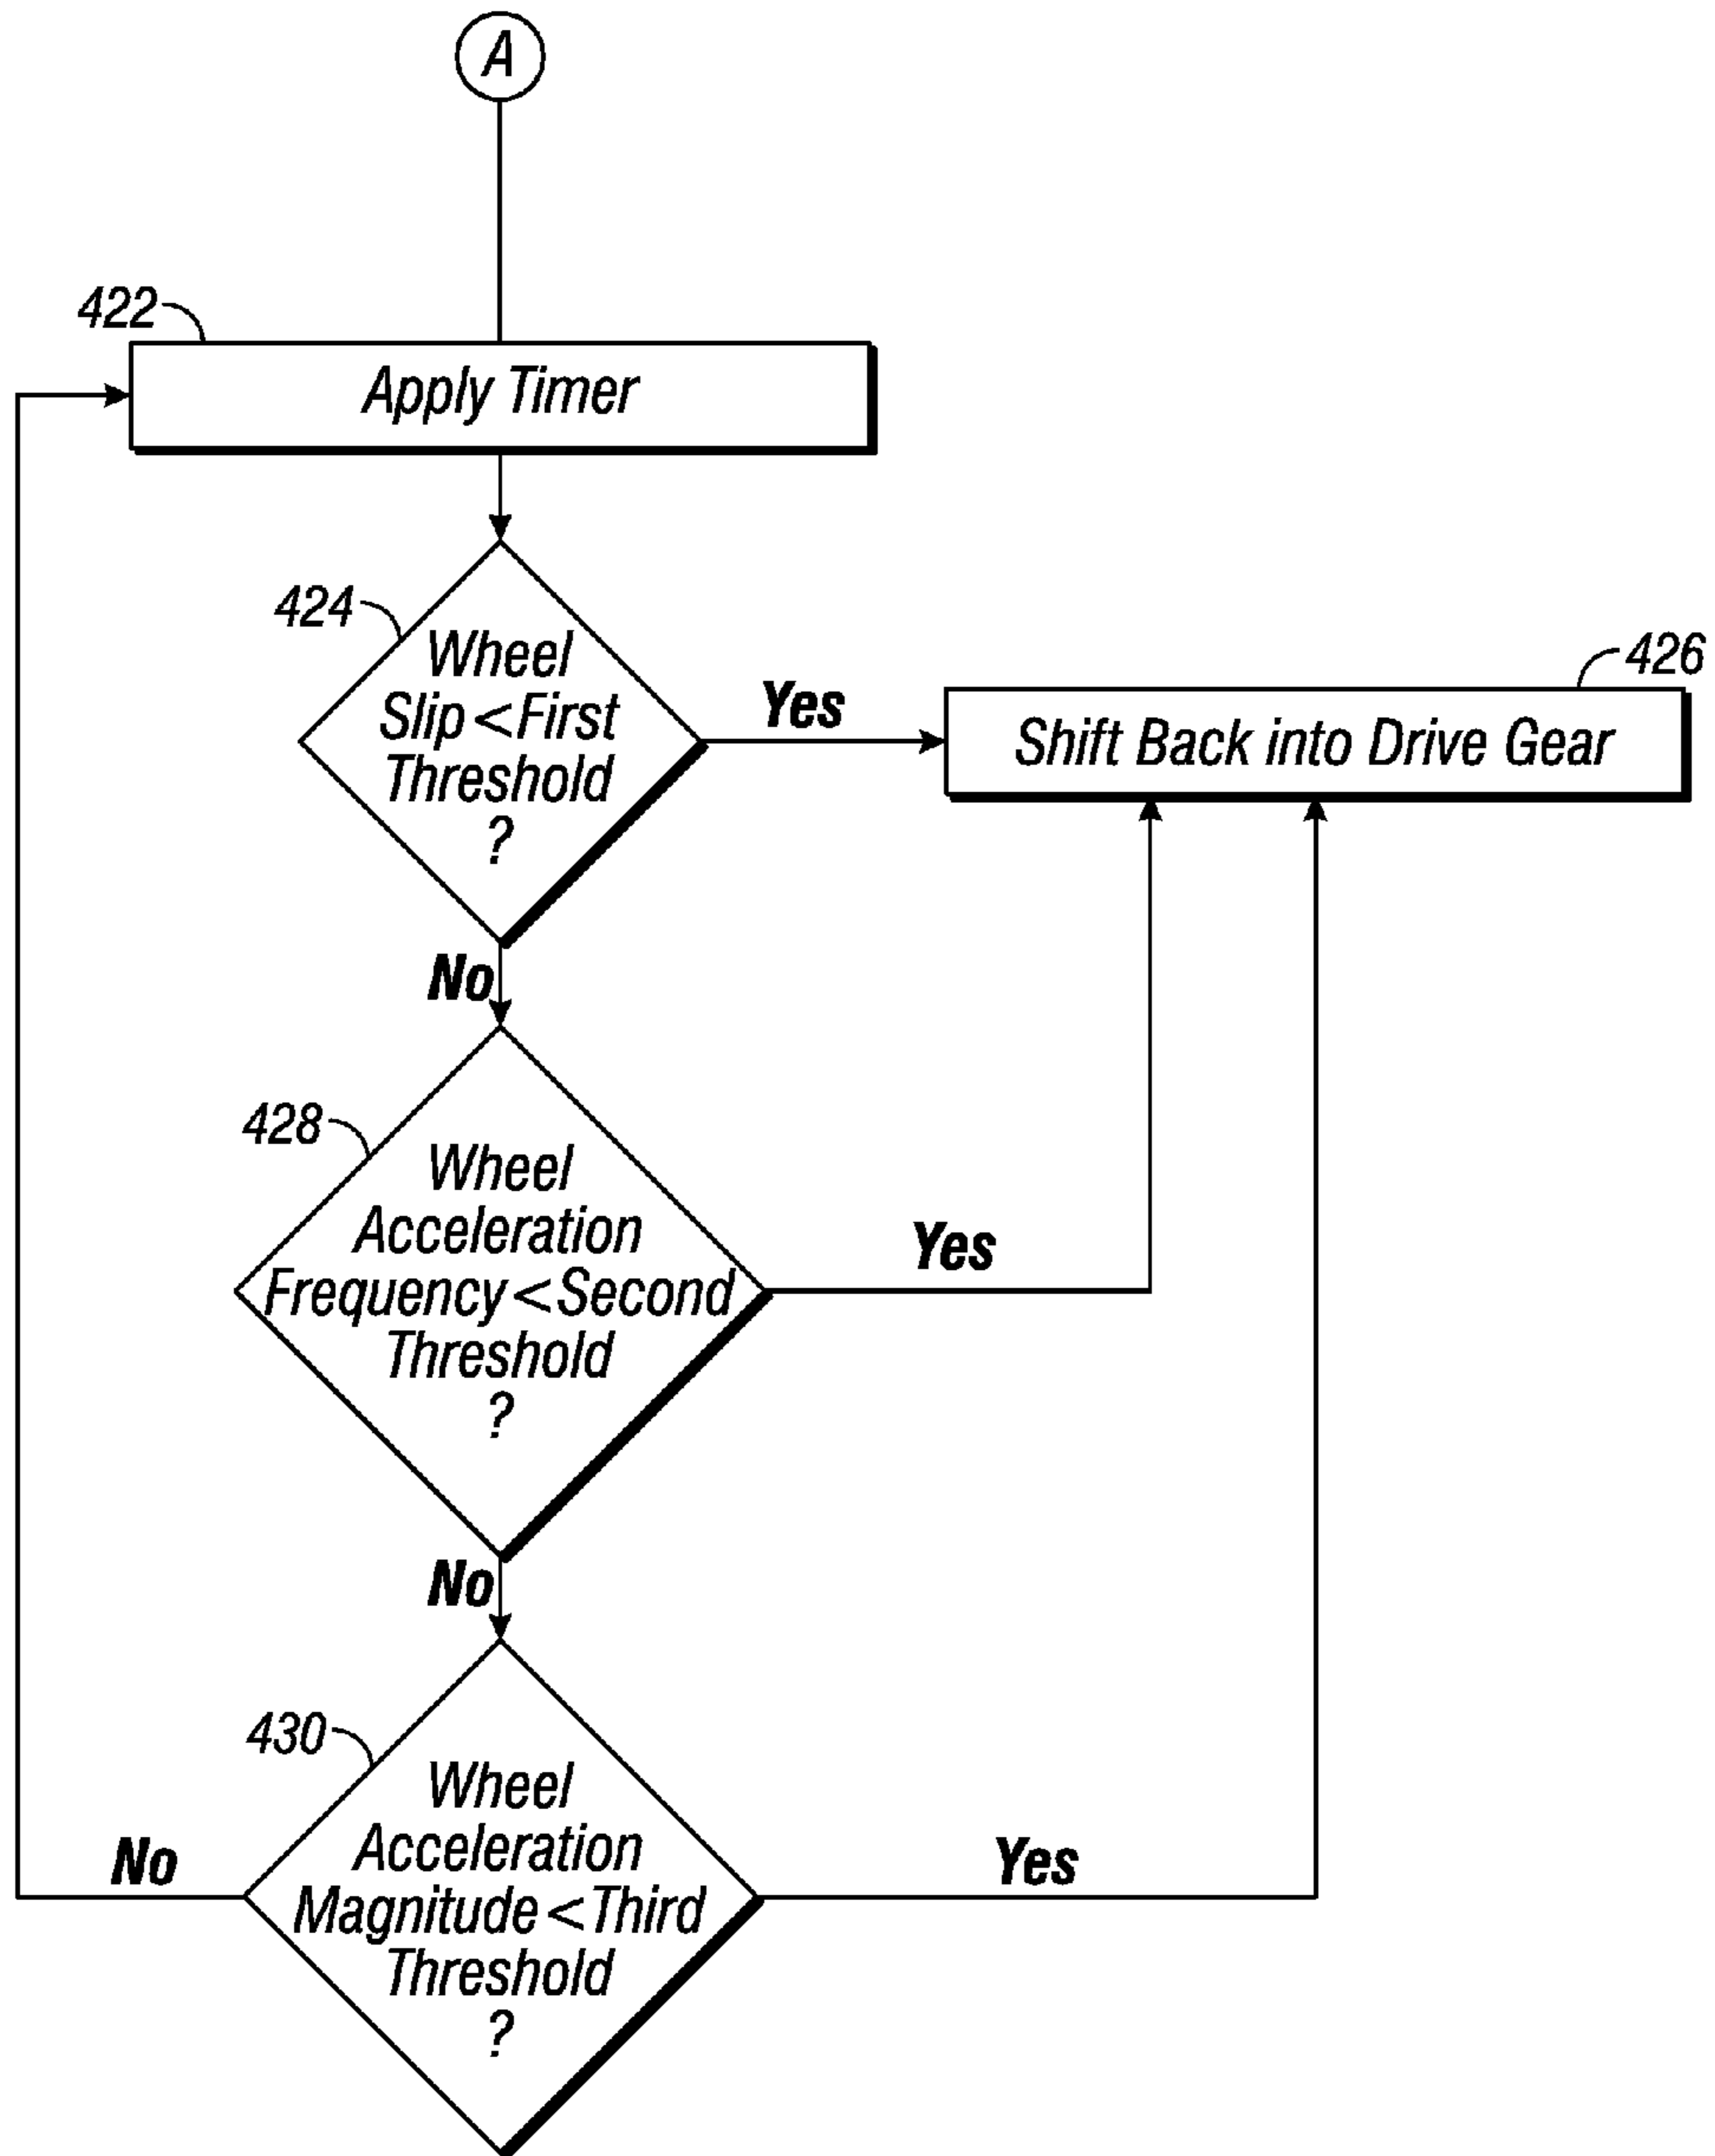 A
422
Apply Timer
424
Wheel
Slip < First
Threshold
?
Yes
426
Shift Back into Drive Gear
No
428
Wheel
Acceleration
Frequency < Second
Threshold
?
Yes
No
430
Wheel
Acceleration
Magnitude < Third
Threshold
?
No
Yes